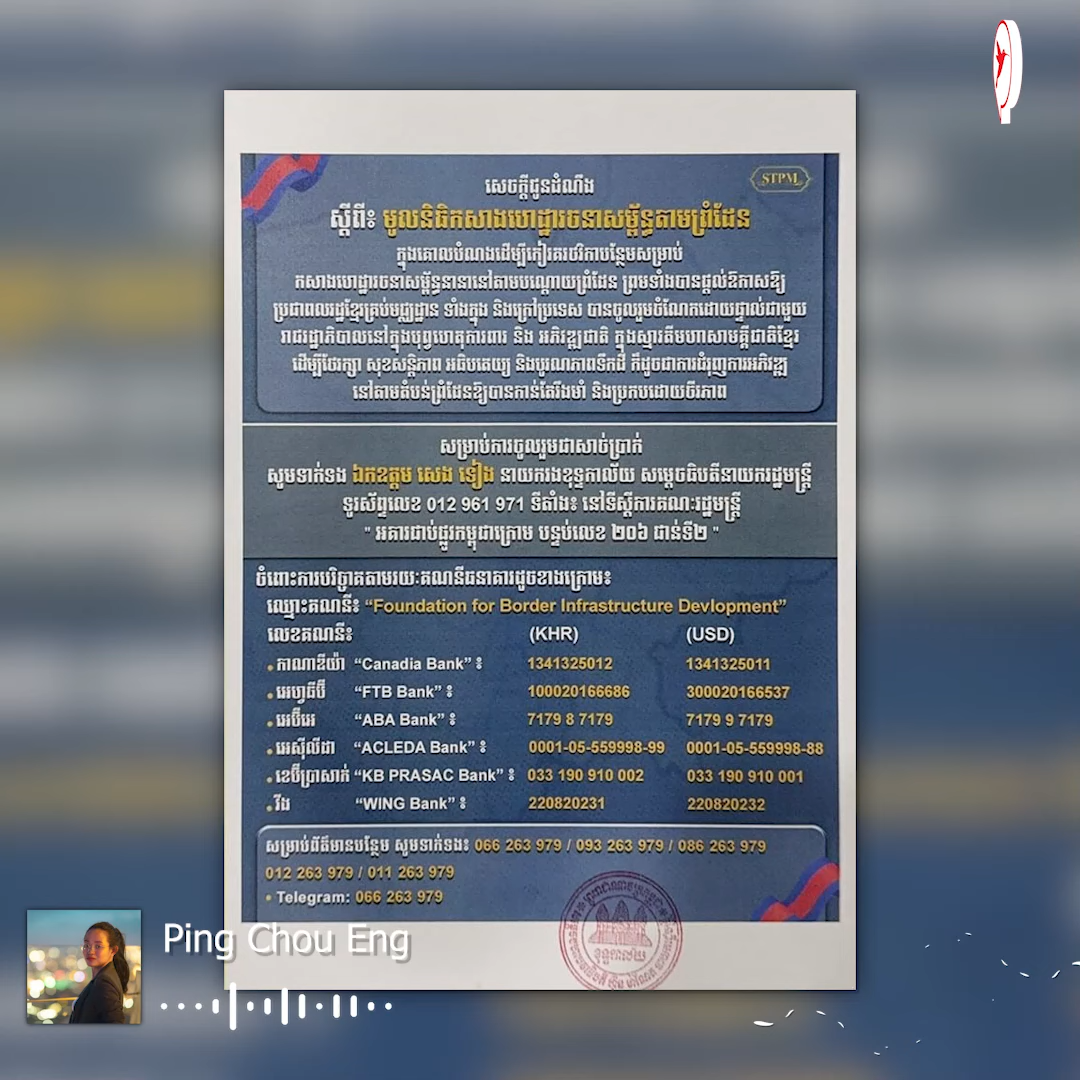 STPM
សេចក្តីជូនដំណឹង
ស្តីពី៖ មូលនិធិកសាងហេដ្ឋារចនាសម្ព័ន្ធតាមព្រំដែន
ក្នុងគោលបំណងដើម្បីកៀរគរថវិកាបន្ថែមសម្រាប់
កសាងហេដ្ឋារចនាសម្ព័ន្ធនានានៅតាមបណ្តោយព្រំដែន ព្រមទាំងបានផ្តល់ឱកាសឱ្យ
ប្រជាពលរដ្ឋខ្មែរគ្រប់មជ្ឈដ្ឋាន ទាំងក្នុង និងក្រៅប្រទេស បានចូលរួមចំណែកដោយផ្ទាល់ជាមួយ
រាជរដ្ឋាភិបាលនៅក្នុងបុព្វហេតុការពារ និង អភិវឌ្ឍជាតិ ក្នុងស្មារតីមហាសាមគ្គីជាតិខ្មែរ
ដើម្បីថែរក្សា សុខសន្តិភាព អធិបតេយ្យ និងបូរណភាពទឹកដី ក៏ដូចជាការជំរុញការអភិវឌ្ឍ
នៅតាមតំបន់ព្រំដែនឱ្យបានកាន់តែរឹងមាំ និងប្រកបដោយចីរភាព
សម្រាប់ការចូលរួមជាសាច់ប្រាក់
សូមទាក់ទង ឯកឧត្តម សេង ទៀង នាយករងខុទ្ទកាល័យ សម្តេចធិបតីនាយករដ្ឋមន្ត្រី
ទូរស័ព្ទលេខ 012 961 971 ទីតាំង៖ នៅទីស្តីការគណៈរដ្ឋមន្ត្រី
" អគារជាប់ផ្លូវកម្ពុជាក្រោម បន្ទប់លេខ ២០៦ ជាន់ទី២ "
ចំពោះការបរិច្ចាគតាមរយៈគណនីធនាគារដូចខាងក្រោម៖
ឈ្មោះគណនី៖ “Foundation for Border Infrastructure Devlopment”
លេខគណនី៖ (KHR) (USD)
• កាណាឌីយ៉ា “Canadia Bank” ៖ 1341325012 1341325011
• អេហ្វធីប៊ី “FTB Bank” ៖ 100020166686 300020166537
• អេប៊ីអេ “ABA Bank” ៖ 7179 8 7179 7179 9 7179
• អេស៊ីលីដា “ACLEDA Bank” ៖ 0001-05-559998-99 0001-05-559998-88
• ខេប៊ីប្រាសាក់ “KB PRASAC Bank” ៖ 033 190 910 002 033 190 910 001
• វីង “WING Bank” ៖ 220820231 220820232
សម្រាប់ព័ត៌មានបន្ថែម សូមទាក់ទង៖ 066 263 979 / 093 263 979 / 086 263 979
012 263 979 / 011 263 979
• Telegram: 066 263 979
ខុទ្ទកាល័យ
Ping Chou Eng